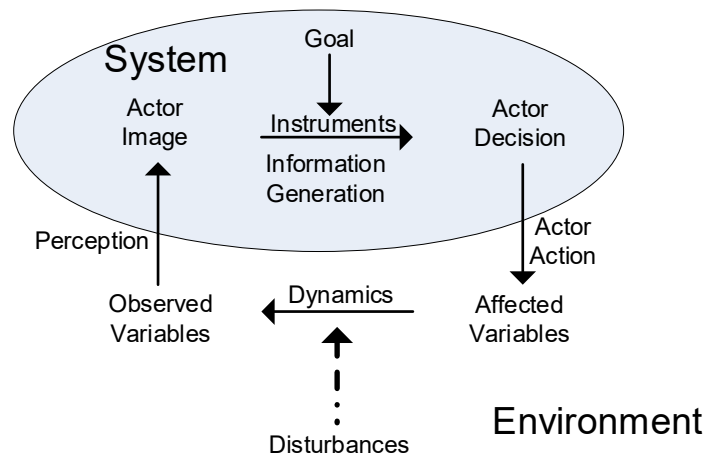 Goal
System
Actor
Image
Instruments
Information
Generation
Actor
Decision
Perception
Actor
Action
Observed
Variables
Dynamics
Affected
Variables
Environment
Disturbances